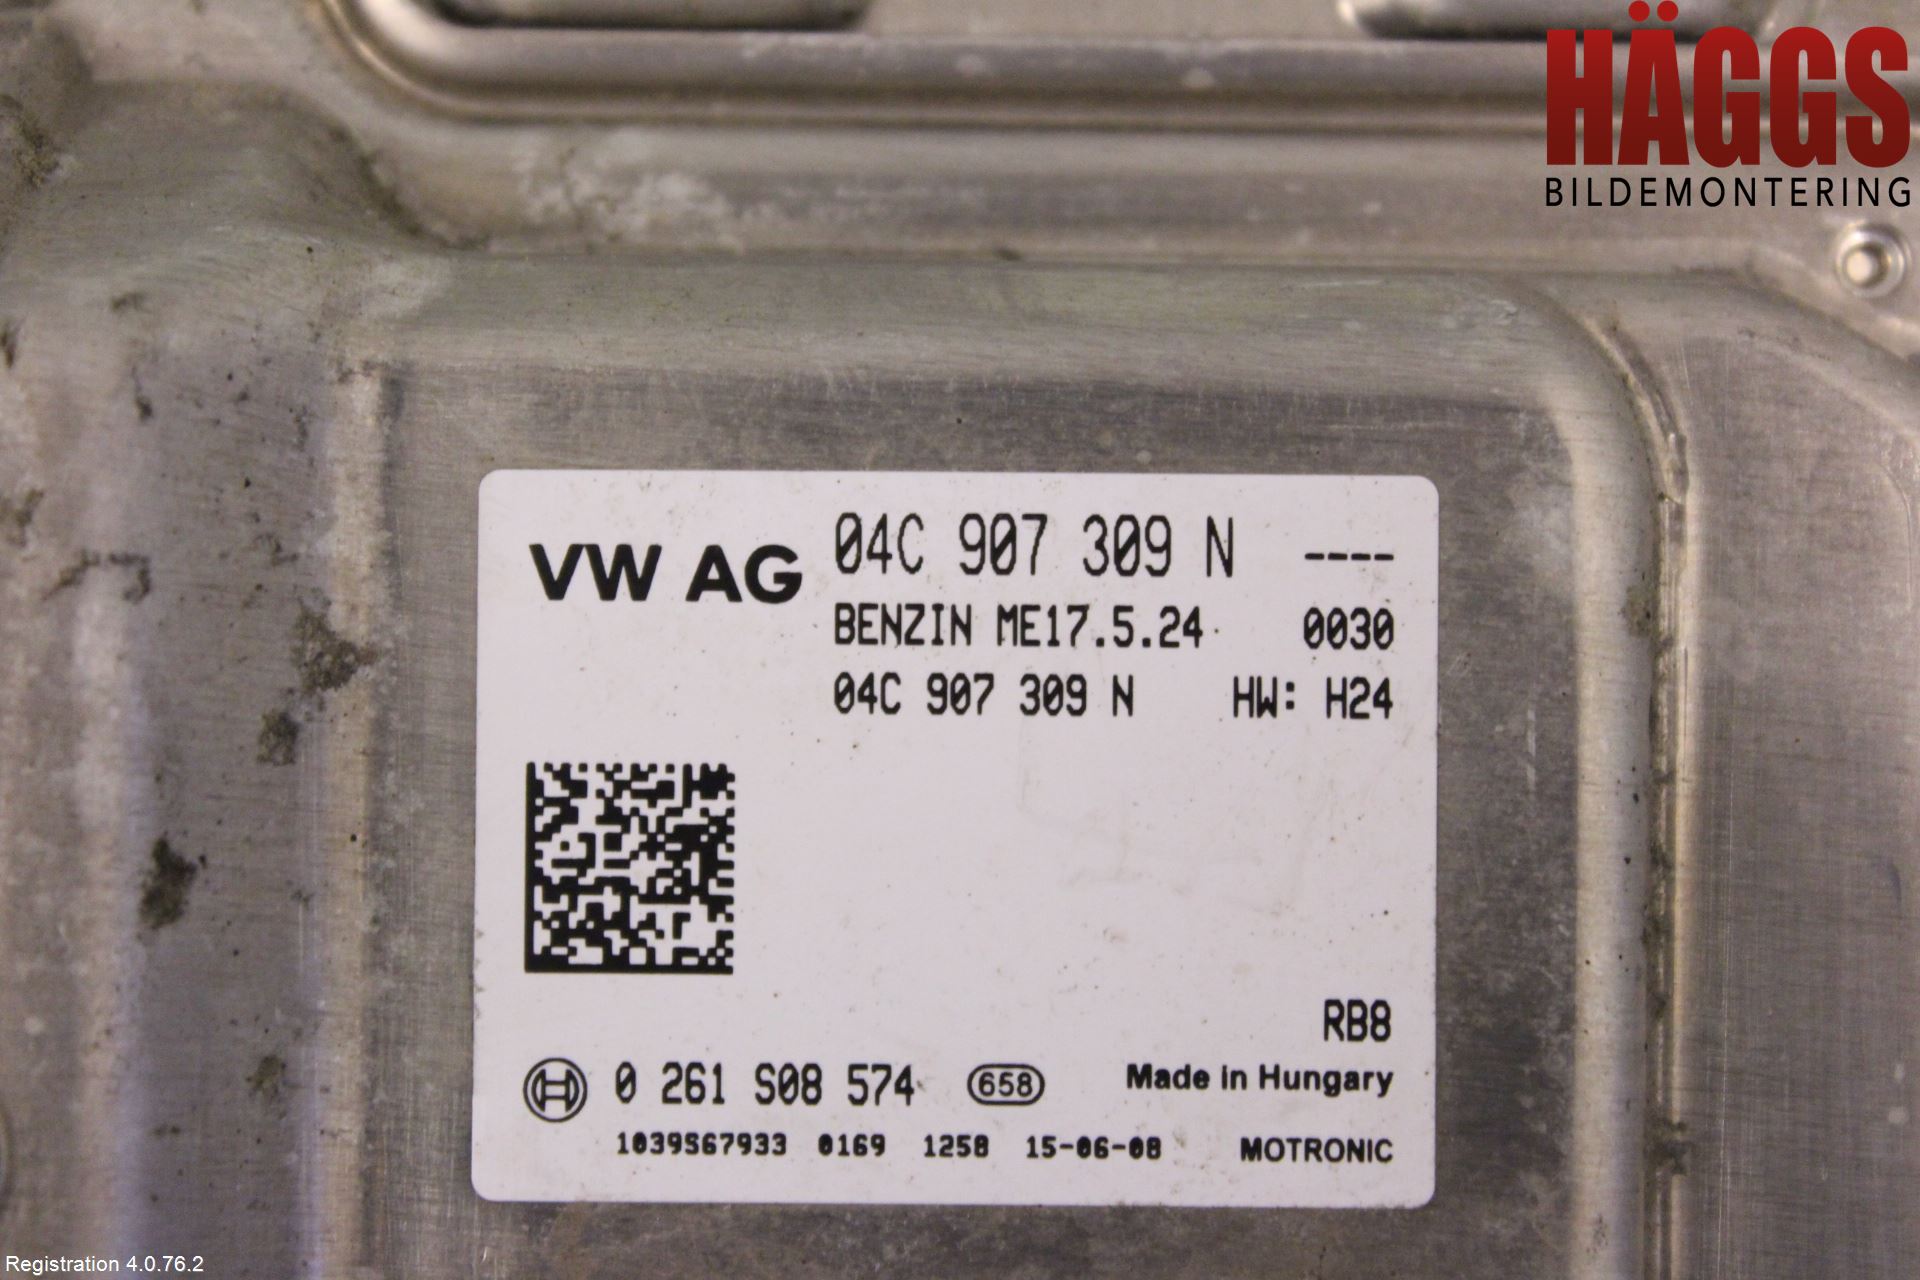 HÄGGS
BILDEMONTERING
VW AG
04C 907 309 N ----
BENZIN ME17.5.24 0030
04C 907 309 N HW: H24
RB8
0 261 S08 574 658 Made in Hungary
1039S67933 0169 1258 15-06-08 MOTRONIC
Registration 4.0.76.2